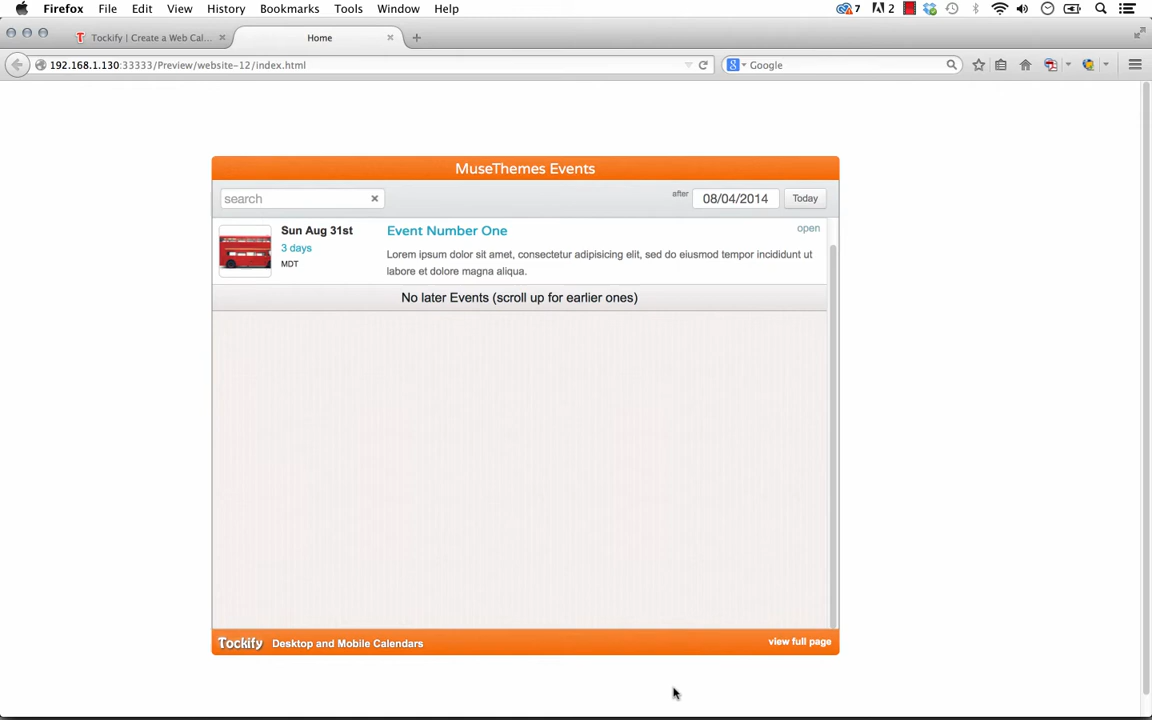 Firefox File Edit View History Bookmarks Tools Window Help 7 2
Tockify | Create a Web Cal... Home
192.168.1.130:33333/Preview/website-12/index.html Google
MuseThemes Events
search after 08/04/2014 Today
Sun Aug 31st Event Number One open
3 days Lorem ipsum dolor sit amet, consectetur adipisicing elit, sed do eiusmod tempor incididunt ut
MDT labore et dolore magna aliqua.
No later Events (scroll up for earlier ones)
Tockify Desktop and Mobile Calendars view full page